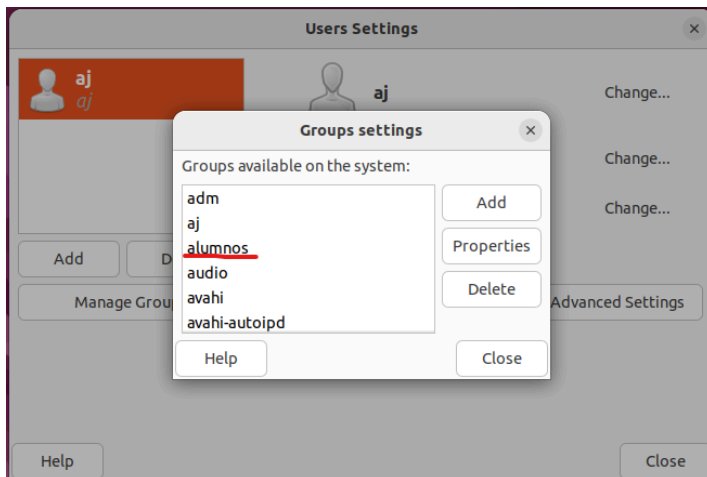 Users Settings
aj
aj
aj
Change...
Change...
Change...
Add
D
Manage Grou
Advanced Settings
Groups settings
Groups available on the system:
adm
aj
alumnos
audio
avahi
avahi-autoipd
Add
Properties
Delete
Help
Close
Help
Close